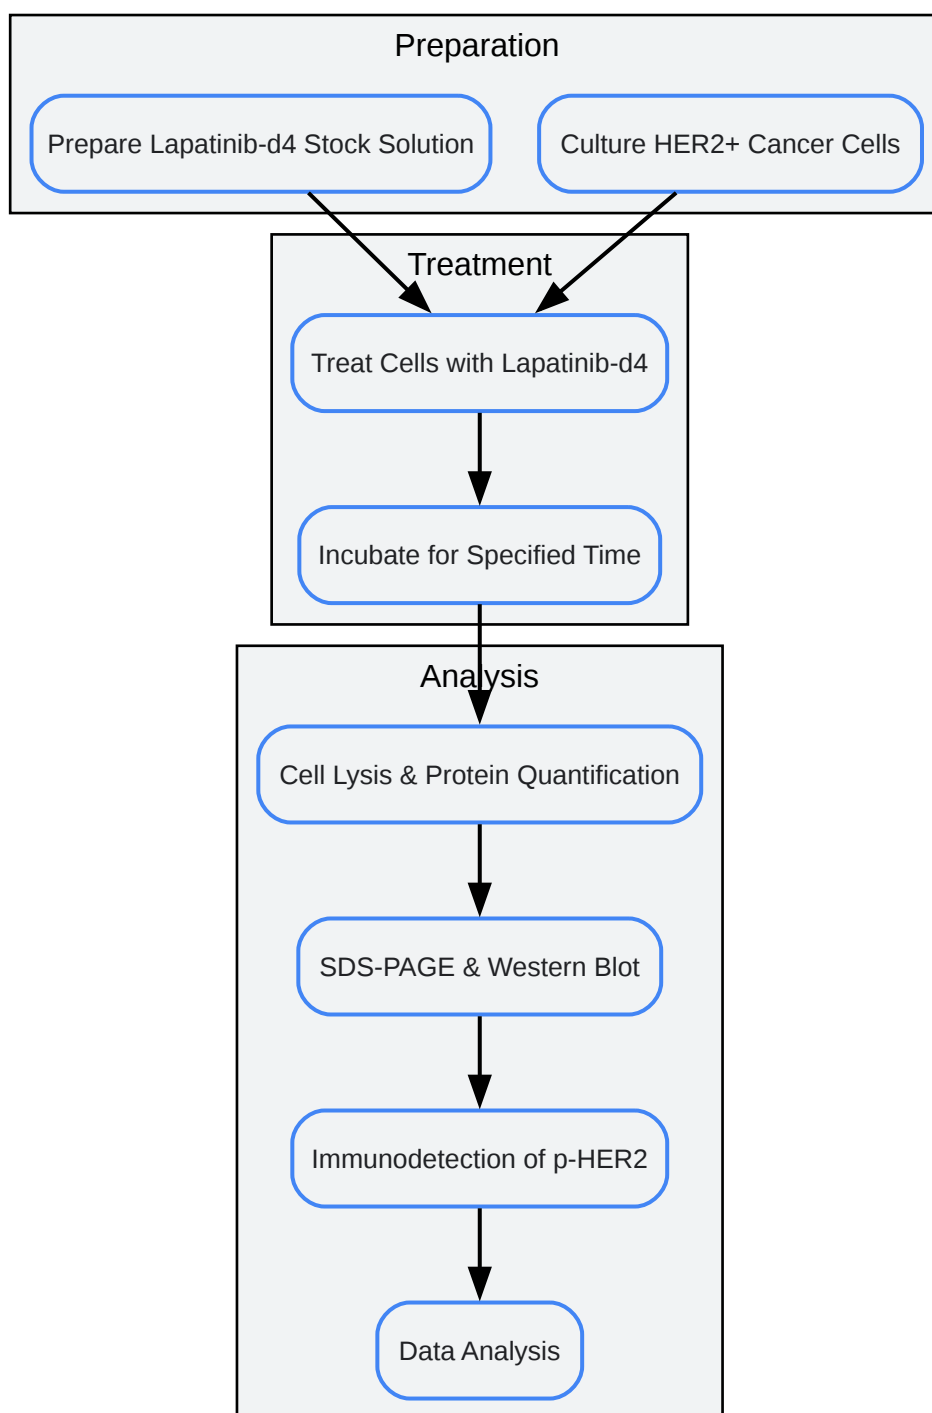 Preparation
Prepare Lapatinib-d4 Stock Solution
Culture HER2+ Cancer Cells
Treatment
Treat Cells with Lapatinib-d4
Incubate for Specified Time
Analysis
Cell Lysis & Protein Quantification
SDS-PAGE & Western Blot
Immunodetection of p-HER2
Data Analysis